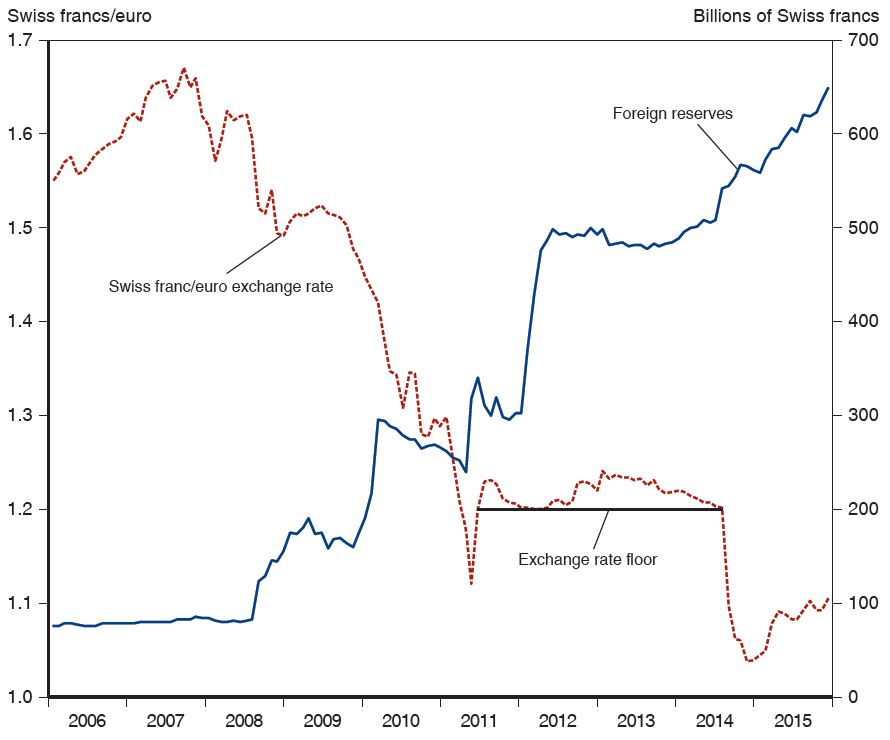 Swiss francs/euro
Billions of Swiss francs
1.7
700
Foreign reserves
1.6
600
1.5
500
Swiss franc/euro exchange rate
1.4
400
1.3
300
1.2
200
Exchange rate floor
1.1
100
1.0
0
2006 2007 2008 2009 2010 2011 2012 2013 2014 2015